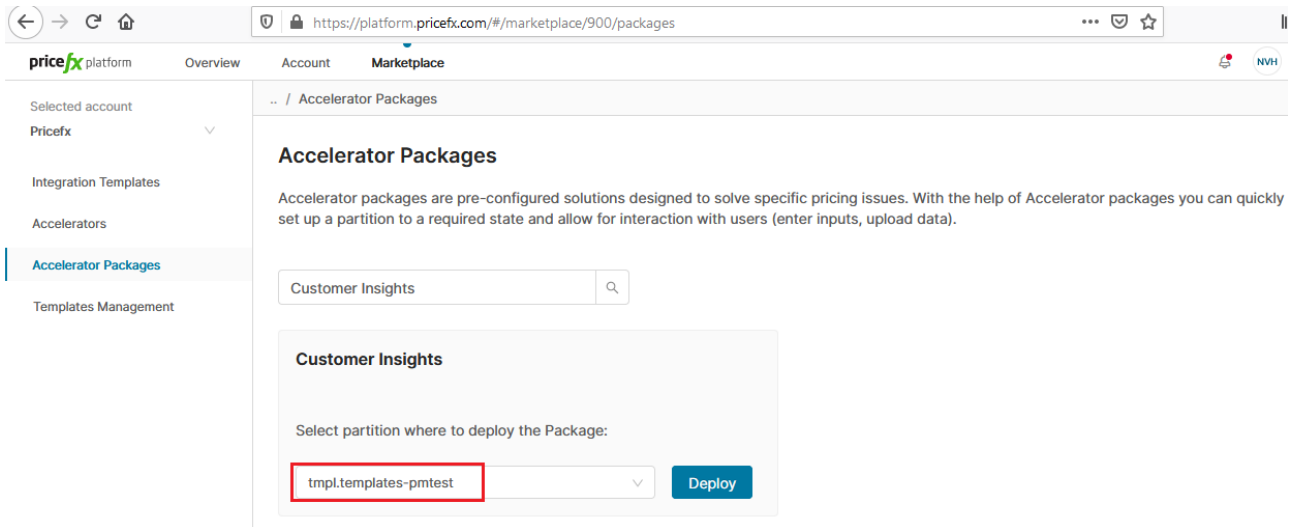 https://platform.pricefx.com/#/marketplace/900/packages
pricefx platform Overview Account Marketplace NVH
Selected account
Pricefx
Integration Templates
Accelerators
Accelerator Packages
Templates Management
.. / Accelerator Packages
Accelerator Packages
Accelerator packages are pre-configured solutions designed to solve specific pricing issues. With the help of Accelerator packages you can quickly
set up a partition to a required state and allow for interaction with users (enter inputs, upload data).
Customer Insights
Customer Insights
Select partition where to deploy the Package:
tmpl.templates-pmtest Deploy